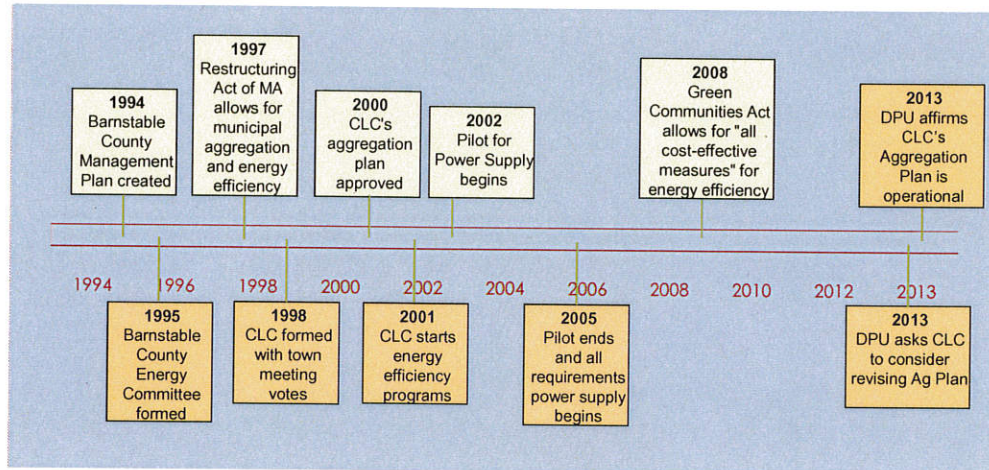 1994
Barnstable
County
Management
Plan created
1997
Restructuring
Act of MA
allows for
municipal
aggregation
and energy
efficiency
2000
CLC's
aggregation
plan
approved
2002
Pilot for
Power Supply
begins
2008
Green
Communities Act
allows for "all
cost-effective
measures" for
energy efficiency
2013
DPU affirms
CLC's
Aggregation
Plan is
operational
1994 1996 1998 2000 2002 2004 2006 2008 2010 2012 2013
1995
Barnstable
County
Energy
Committee
formed
1998
CLC formed
with town
meeting
votes
2001
CLC starts
energy
efficiency
programs
2005
Pilot ends
and all
requirements
power supply
begins
2013
DPU asks CLC
to consider
revising Ag Plan